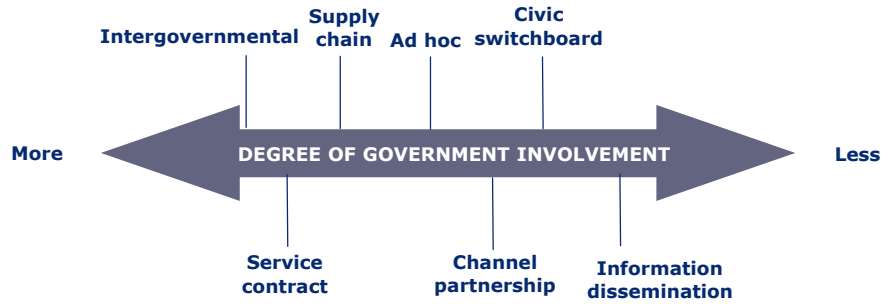 Intergovernmental
Supply
chain
Ad hoc
Civic
switchboard
More
DEGREE OF GOVERNMENT INVOLVEMENT
Less
Service
contract
Channel
partnership
Information
dissemination